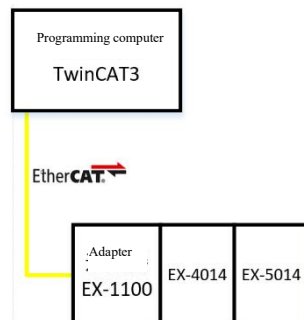 Programming computer
TwinCAT3
EtherCAT
Adapter
EX-1100
EX-4014
EX-5014